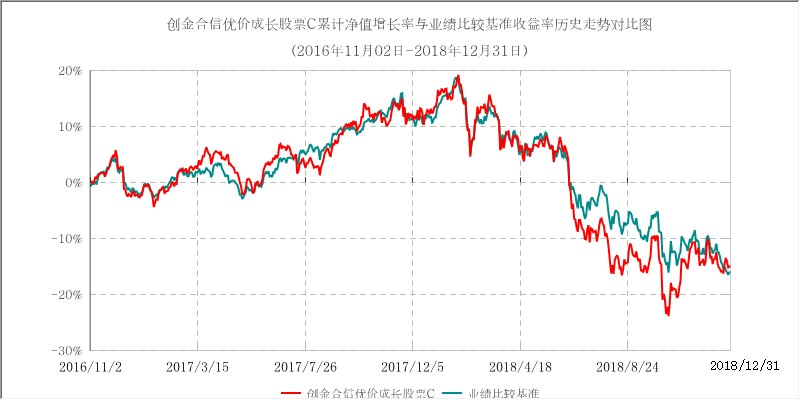 创金合信优价成长股票C累计净值增长率与业绩比较基准收益率历史走势对比图
(2016年11月02日-2018年12月31日)
20%
10%
0%
-10%
-20%
-30%
2016/11/2 2017/3/15 2017/7/26 2017/12/5 2018/4/18 2018/8/24 2018/12/31
创金合信优价成长股票C 业绩比较基准